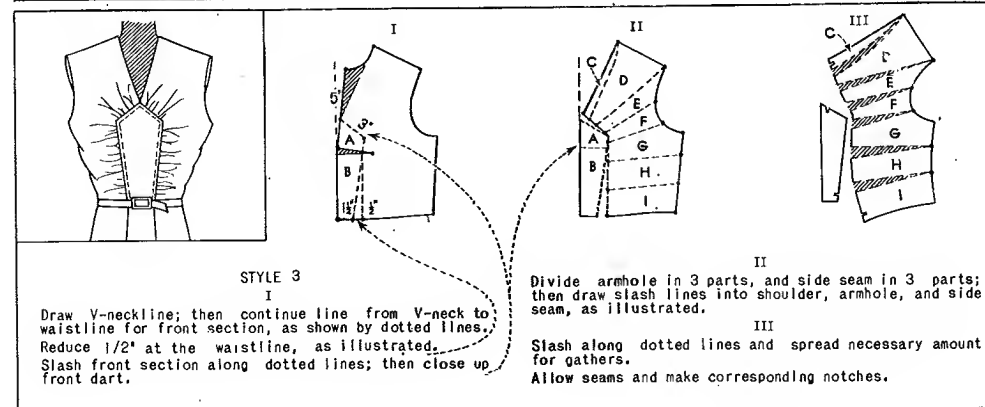 I
II
III
5"
3"
A
B
1½"
½"
C
D
E
F
A
G
B
H
I
C
D
E
F
G
H
I
STYLE 3
I
Draw V-neckline; then continue line from V-neck to
waistline for front section, as shown by dotted lines.
Reduce 1/2" at the waistline, as illustrated.
Slash front section along dotted lines; then close up
front dart.
II
Divide armhole in 3 parts, and side seam in 3 parts;
then draw slash lines into shoulder, armhole, and side
seam, as illustrated.
III
Slash along dotted lines and spread necessary amount
for gathers.
Allow seams and make corresponding notches.